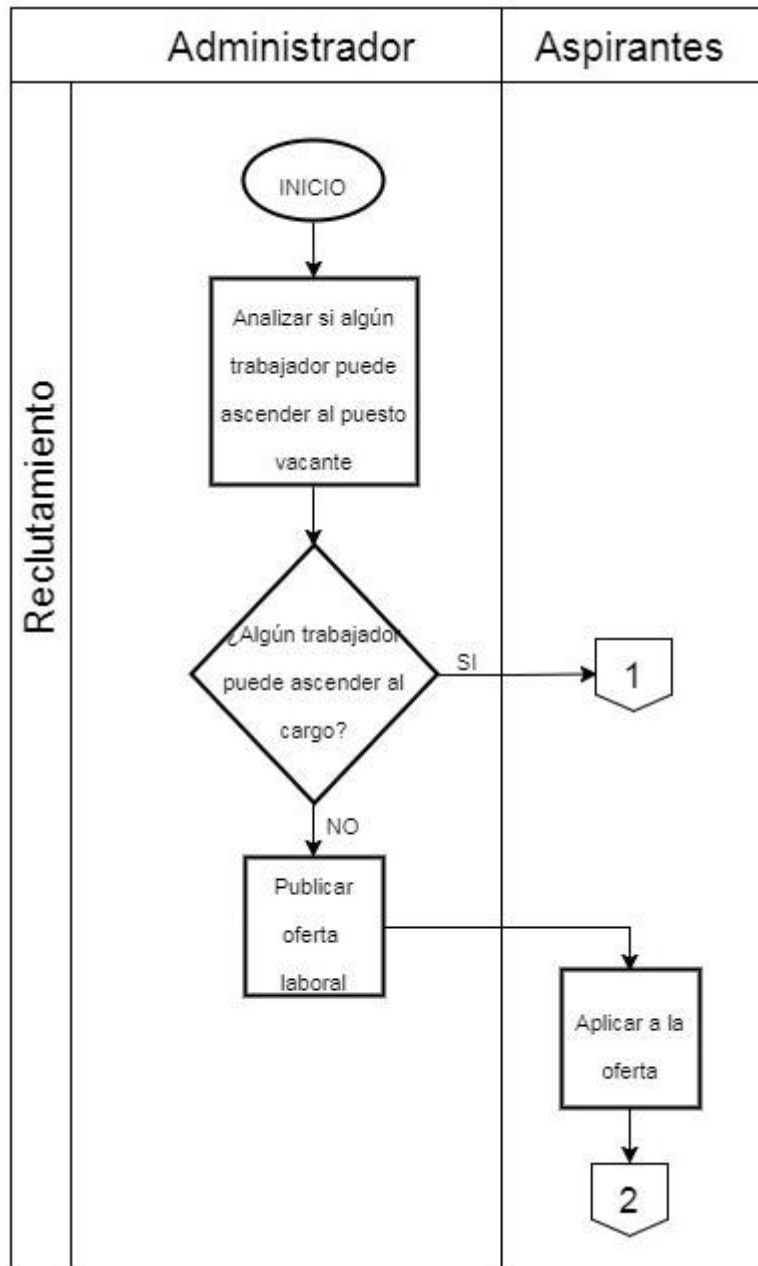 Administrador
Aspirantes
Reclutamiento
INICIO
Analizar si algún
trabajador puede
ascender al puesto
vacante
¿Algún trabajador
puede ascender al
cargo?
SI
1
NO
Publicar
oferta
laboral
Aplicar a la
oferta
2